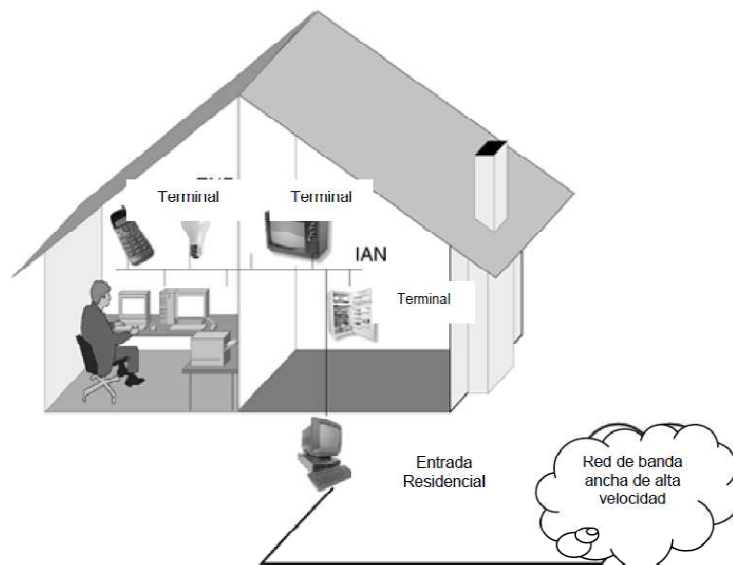 Terminal
Terminal
IAN
Terminal
Entrada
Residencial
Red de banda
ancha de alta
velocidad